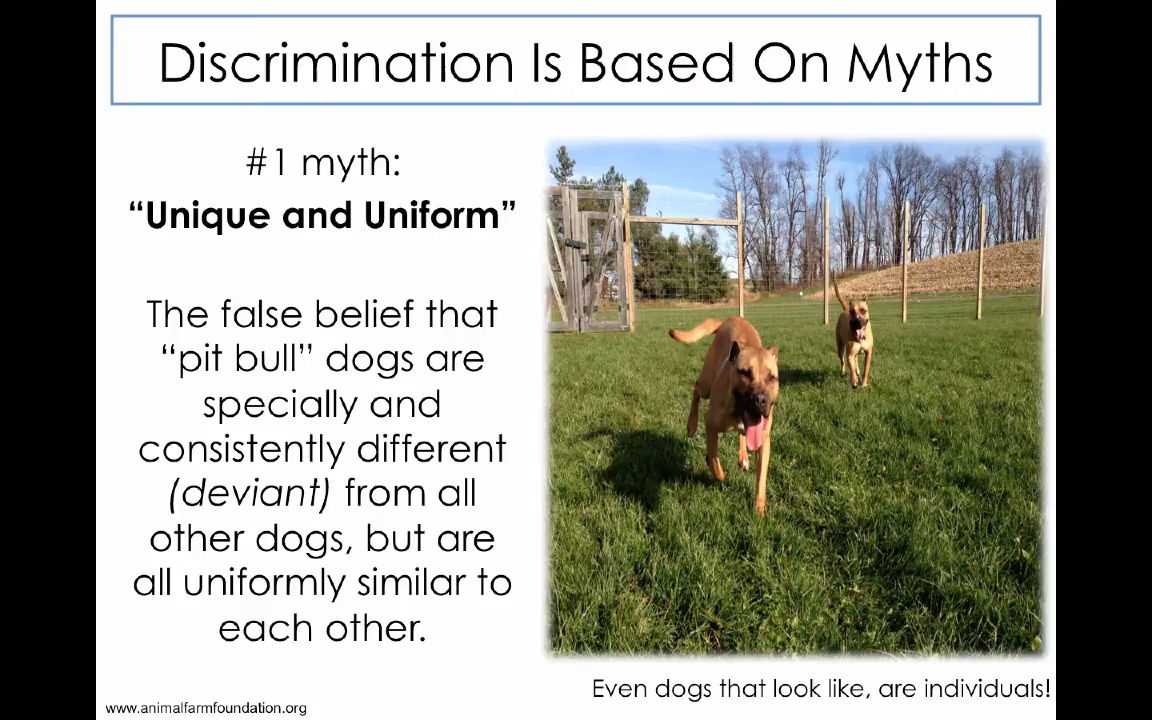 Discrimination Is Based On Myths
#1 myth:
“Unique and Uniform”
The false belief that
“pit bull” dogs are
specially and
consistently different
(deviant) from all
other dogs, but are
all uniformly similar to
each other.
Even dogs that look like, are individuals!
www.animalfarmfoundation.org